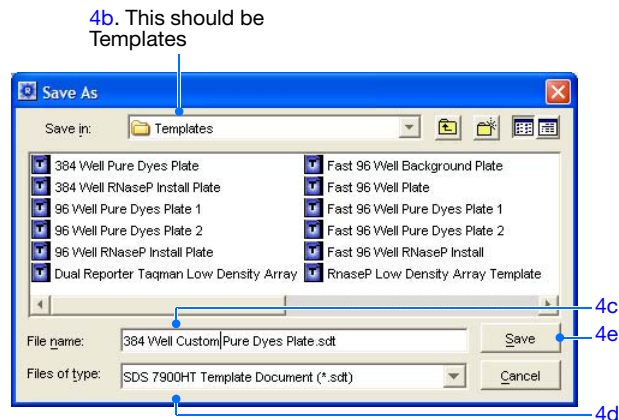 4b. This should be
Templates
Save As
Save in:
Templates
384 Well Pure Dyes Plate
384 Well RNaseP Install Plate
96 Well Pure Dyes Plate 1
96 Well Pure Dyes Plate 2
96 Well RNaseP Install Plate
Dual Reporter Taqman Low Density Array
Fast 96 Well Background Plate
Fast 96 Well Plate
Fast 96 Well Pure Dyes Plate 1
Fast 96 Well Pure Dyes Plate 2
Fast 96 Well RNaseP Install
RnaseP Low Density Array Template
4c
File name:
384 Well Custom Pure Dyes Plate.sdt
Save
4e
Files of type:
SDS 7900HT Template Document (*.sdt)
Cancel
4d